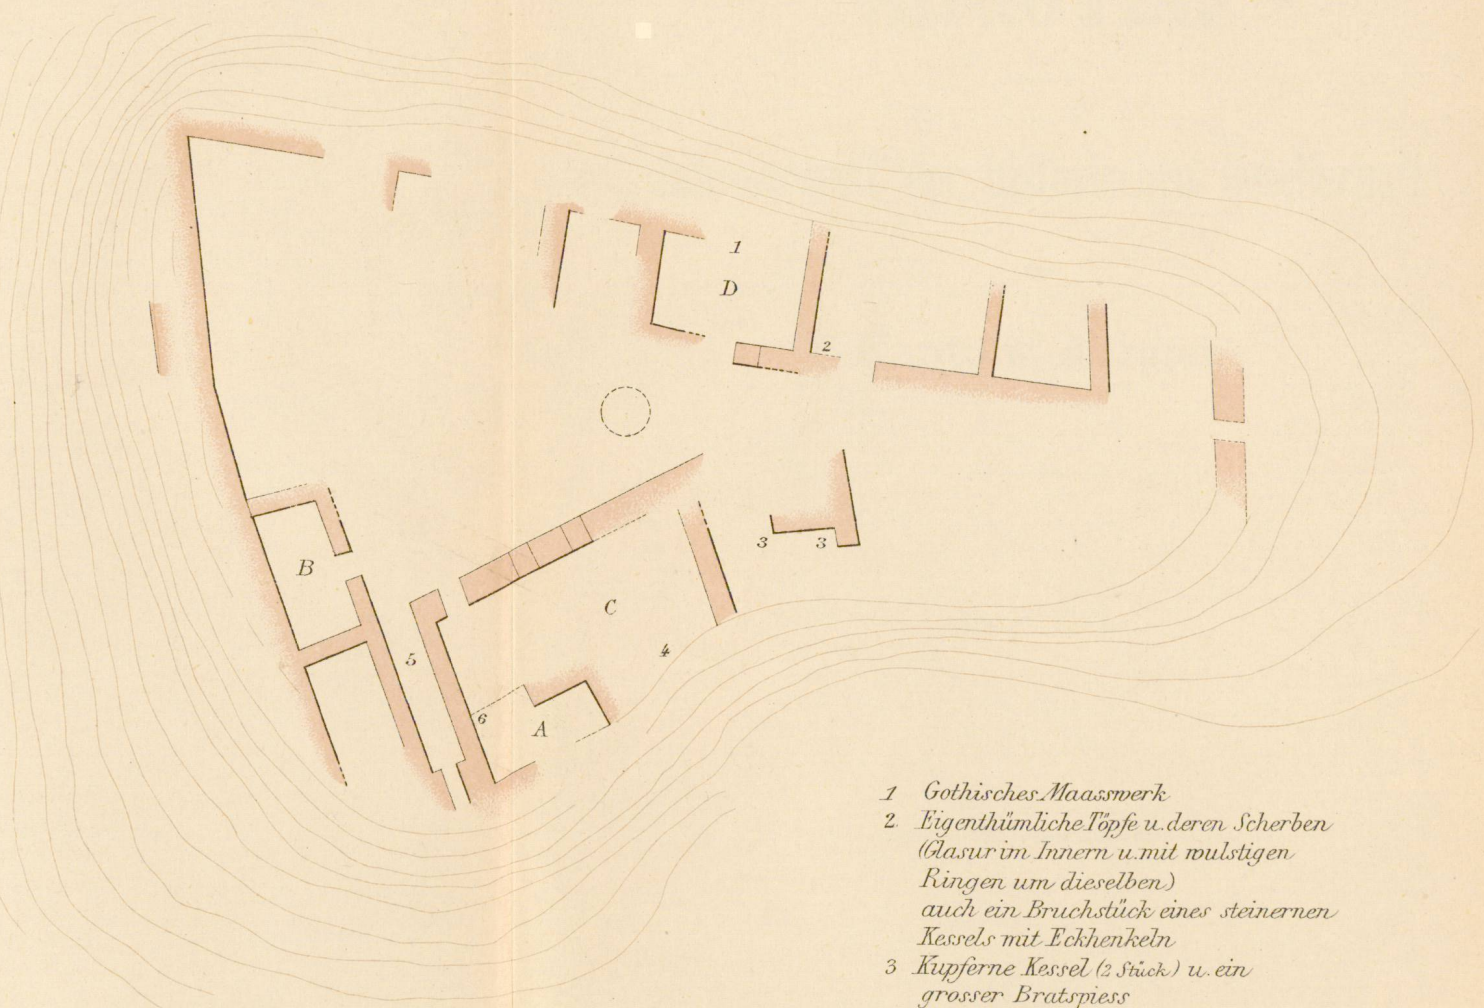 1
D
2
B
3 3
C
4
5
6
A
1 Gothisches Maasswerk
2. Eigenthümliche Töpfe u. deren Scherben
(Glasur im Innern u. mit wulstigen
Ringen um dieselben)
auch ein Bruchstück eines steinernen
Kessels mit Eckhenkeln
3 Kupferne Kessel (2 Stück) u. ein
grosser Bratspiess